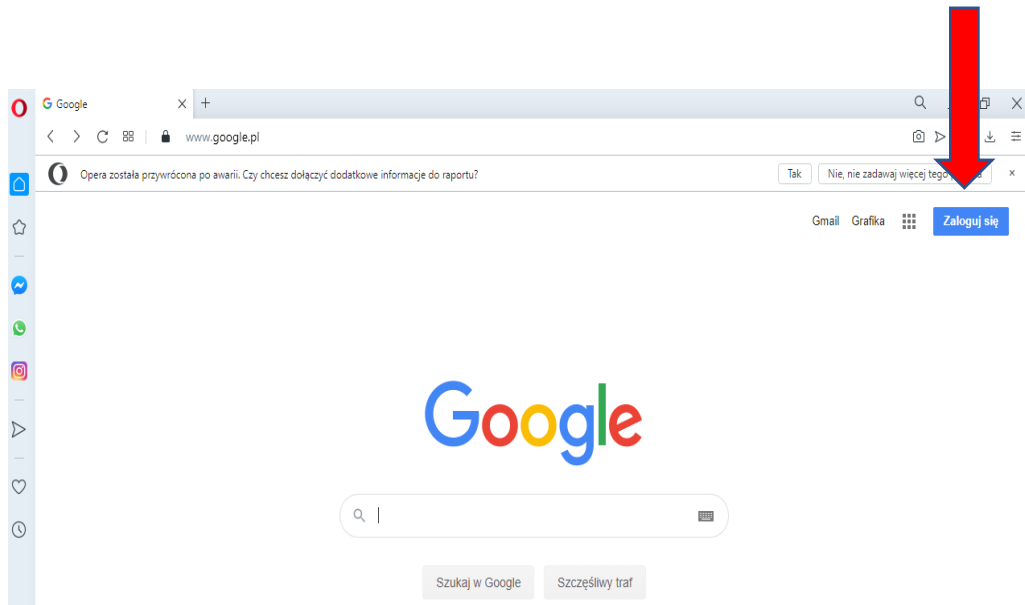 Google
www.google.pl
Opera została przywrócona po awarii. Czy chcesz dołączyć dodatkowe informacje do raportu?
Tak
Nie, nie zadawaj więcej tego
Gmail Grafika
Zaloguj się
Google
Szukaj w Google
Szczęśliwy traf